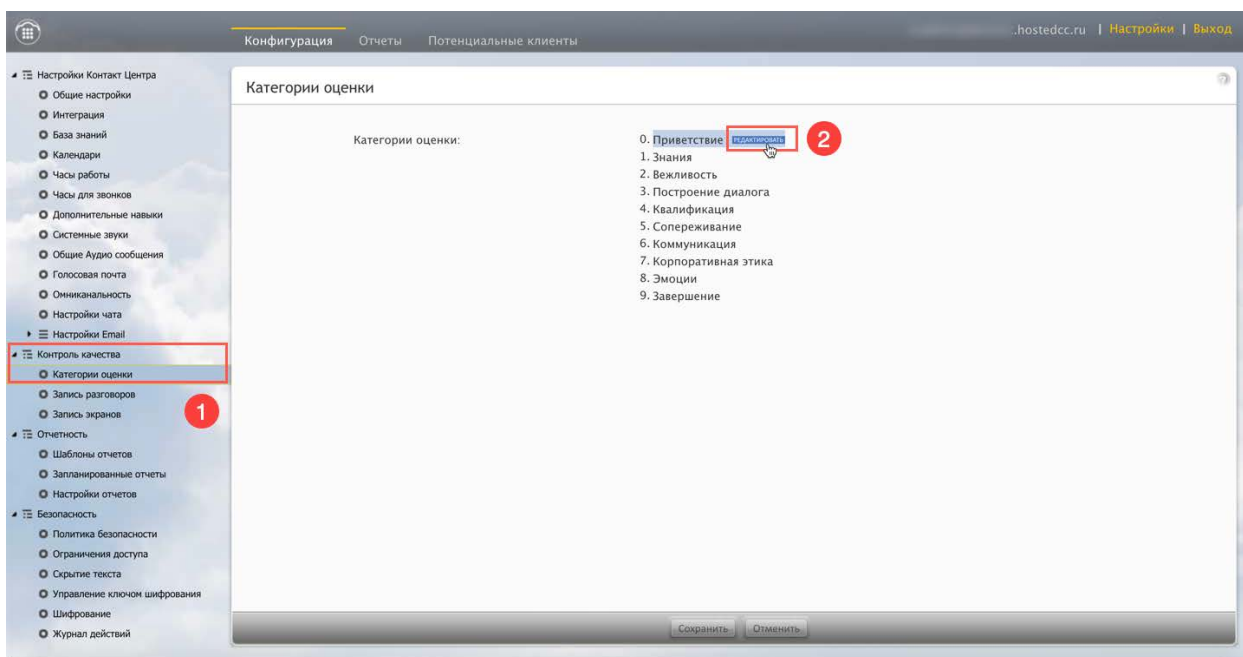 .hostedcc.ru | Настройки | Выход
Конфигурация Отчеты Потенциальные клиенты
Настройки Контакт Центра
Общие настройки
Интеграция
База знаний
Календари
Часы работы
Часы для звонков
Дополнительные навыки
Системные звуки
Общие Аудио сообщения
Голосовая почта
Омниканальность
Настройки чата
Настройки Email
Контроль качества
Категории оценки
Запись разговоров
Запись экранов
1
Отчетность
Шаблоны отчетов
Запланированные отчеты
Настройки отчетов
Безопасность
Политика безопасности
Ограничения доступа
Скрытие текста
Управление ключом шифрования
Шифрование
Журнал действий
Категории оценки
?
Категории оценки:
0. Приветствие РЕДАКТИРОВАТЬ 2
1. Знания
2. Вежливость
3. Построение диалога
4. Квалификация
5. Сопереживание
6. Коммуникация
7. Корпоративная этика
8. Эмоции
9. Завершение
Сохранить Отменить